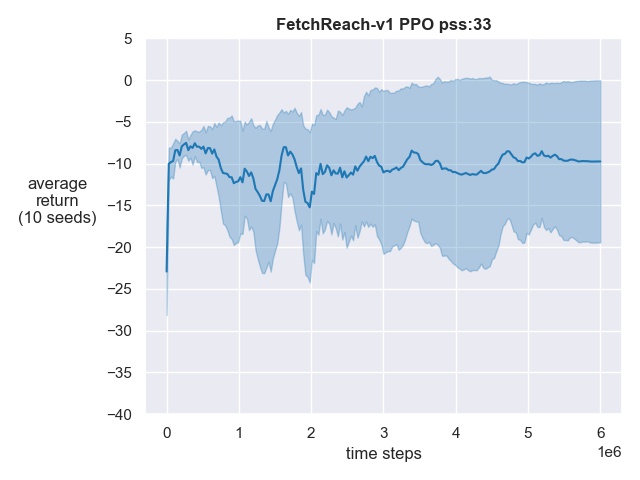 FetchReach-v1 PPO pss:33
5
0
−5
−10
−15
−20
−25
−30
−35
−40
average
return
(10 seeds)
0 1 2 3 4 5 6
1e6
time steps